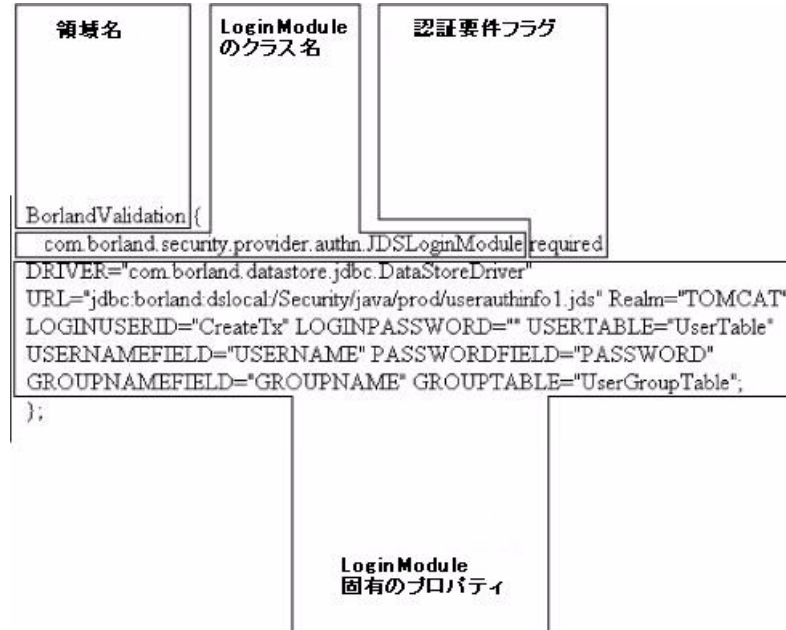 領域名
LoginModule
のクラス名
認証要件フラグ
BorlandValidation {
com.borland.security.provider.authn.JDSLoginModule required
DRIVER="com.borland.datastore.jdbc.DataStoreDriver"
URL="jdbc:borland:dslocal:/Security/java/prod/userauthinfo1.jds" Realm="TOMCAT"
LOGINUSERID="CreateTx" LOGINPASSWORD="" USERTABLE="UserTable"
USERNAMEFIELD="USERNAME" PASSWORDFIELD="PASSWORD"
GROUPNAMEFIELD="GROUPNAME" GROUPTABLE="UserGroupTable";
};
LoginModule
固有のプロパティ